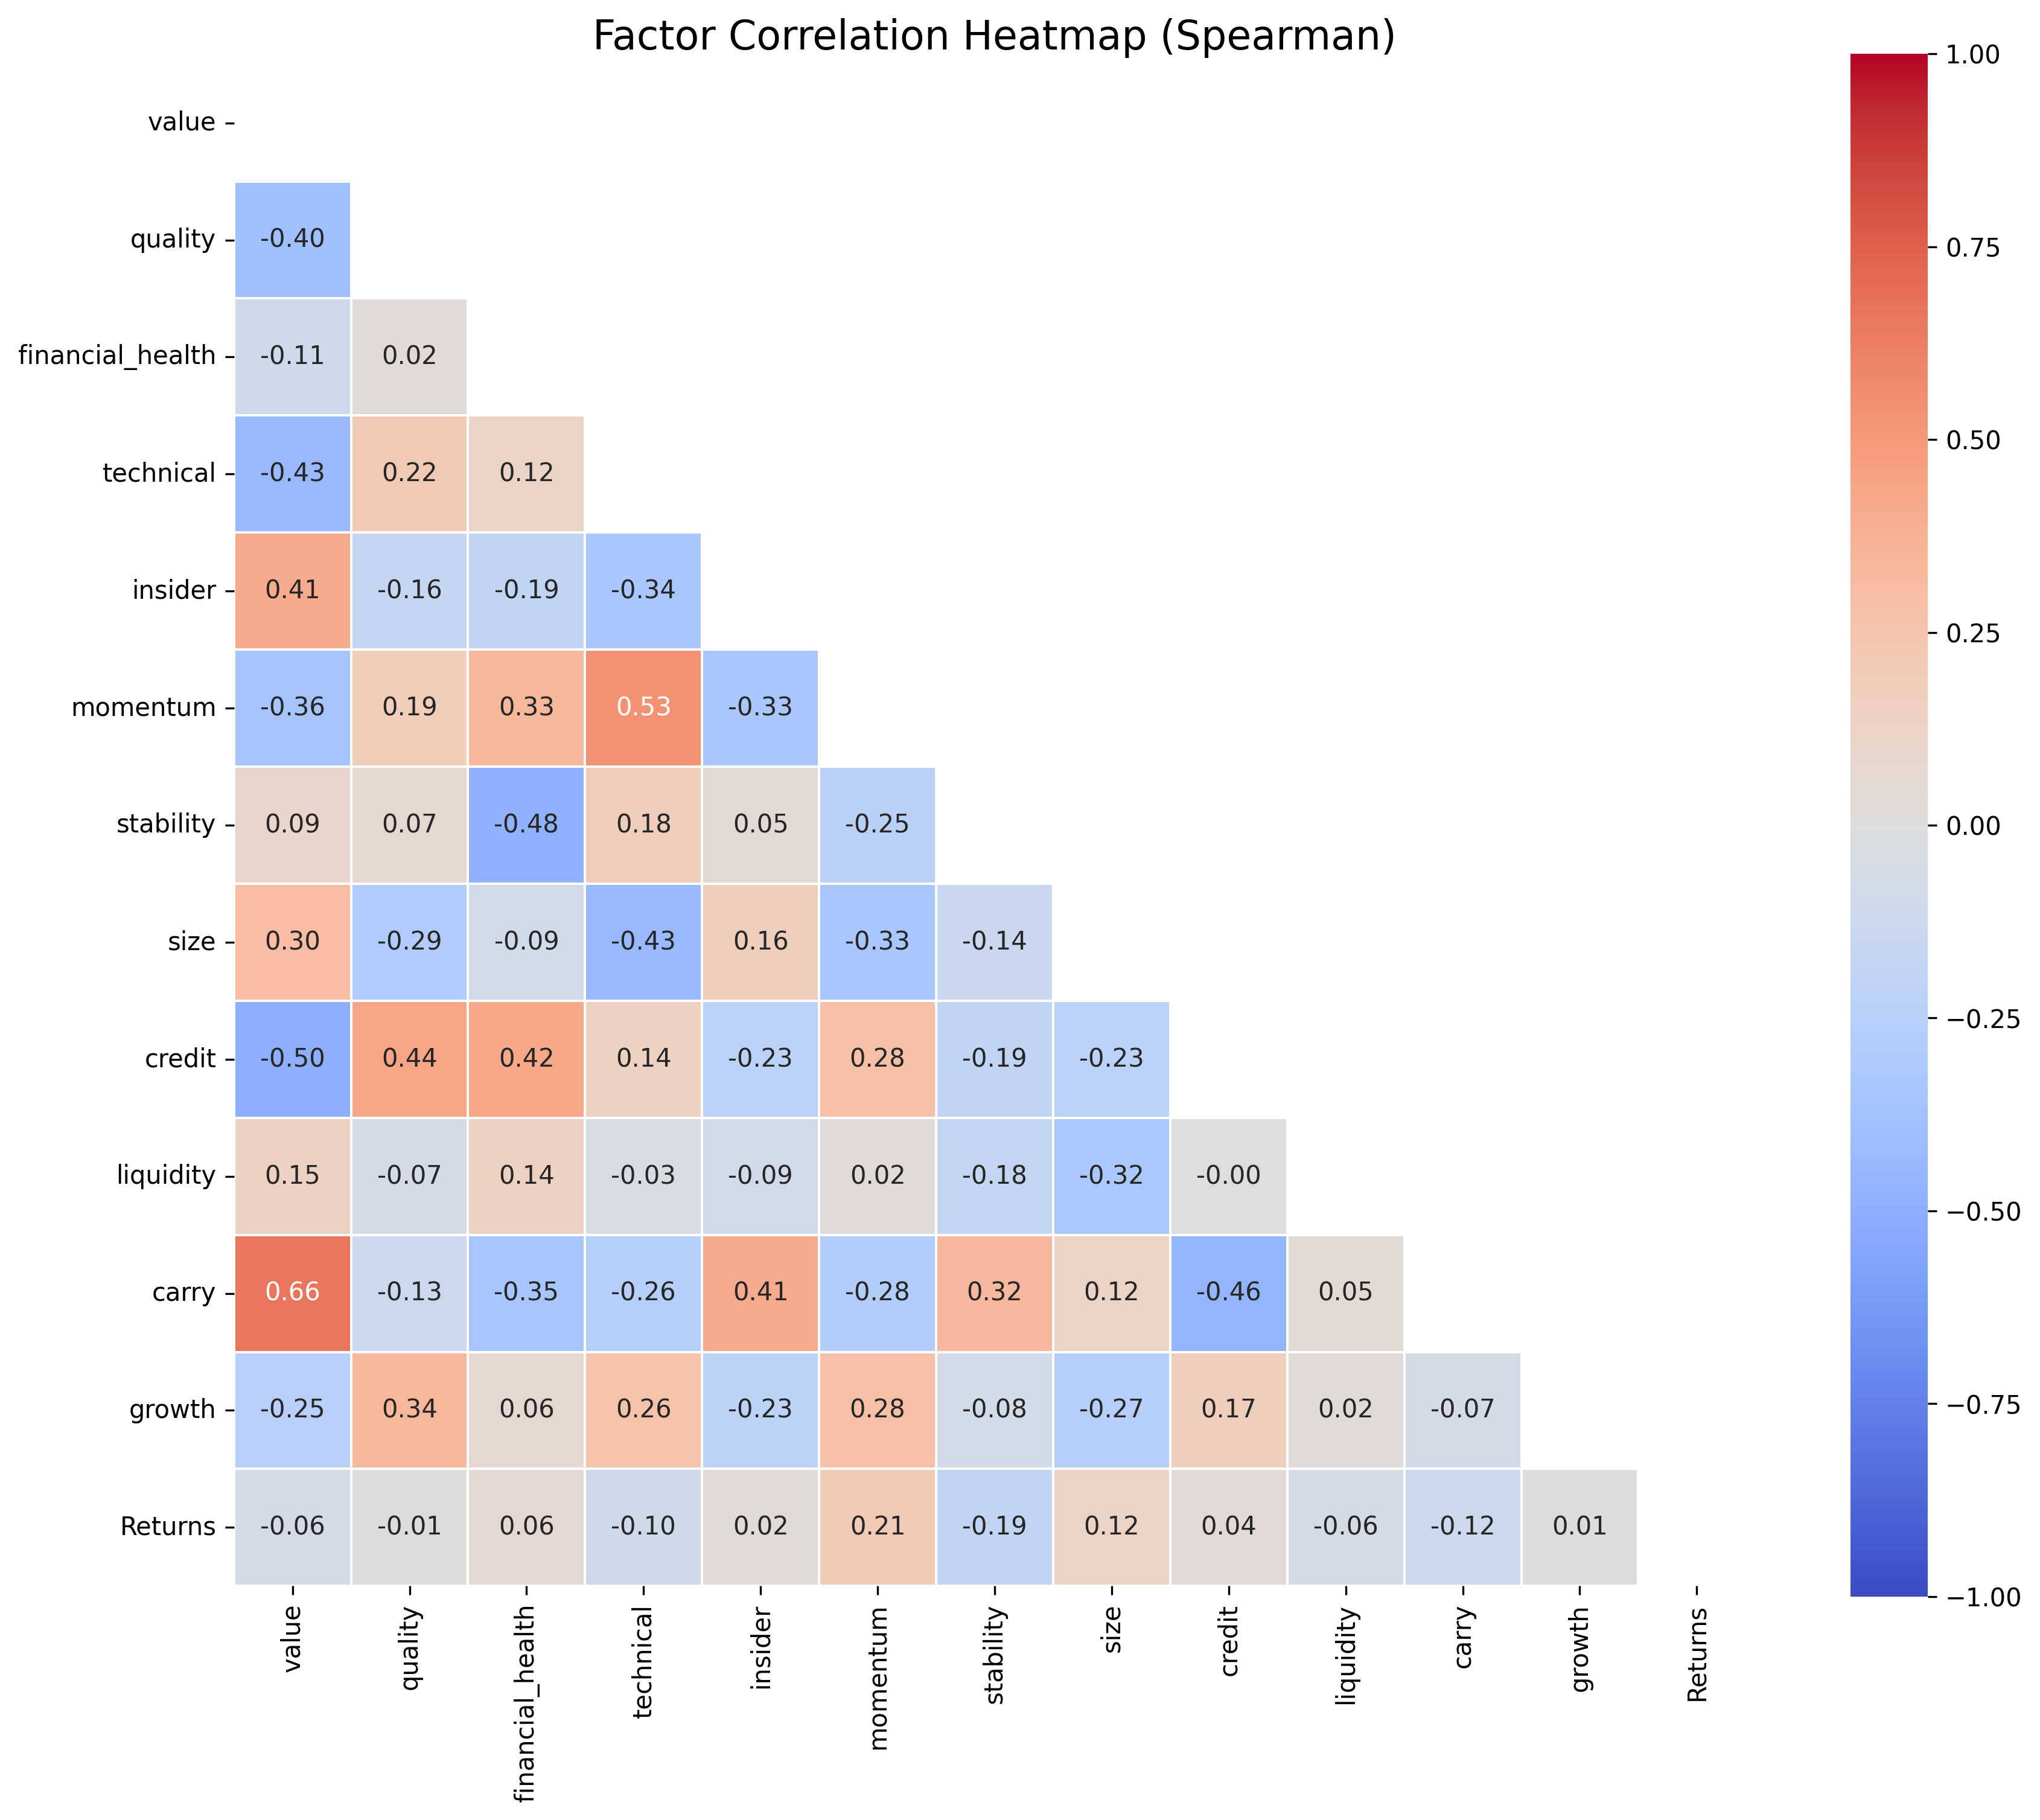 Factor Correlation Heatmap (Spearman)
value
quality -0.40
financial_health -0.11 0.02
technical -0.43 0.22 0.12
insider 0.41 -0.16 -0.19 -0.34
momentum -0.36 0.19 0.33 0.53 -0.33
stability 0.09 0.07 -0.48 0.18 0.05 -0.25
size 0.30 -0.29 -0.09 -0.43 0.16 -0.33 -0.14
credit -0.50 0.44 0.42 0.14 -0.23 0.28 -0.19 -0.23
liquidity 0.15 -0.07 0.14 -0.03 -0.09 0.02 -0.18 -0.32 -0.00
carry 0.66 -0.13 -0.35 -0.26 0.41 -0.28 0.32 0.12 -0.46 0.05
growth -0.25 0.34 0.06 0.26 -0.23 0.28 -0.08 -0.27 0.17 0.02 -0.07
Returns -0.06 -0.01 0.06 -0.10 0.02 0.21 -0.19 0.12 0.04 -0.06 -0.12 0.01
value quality financial_health technical insider momentum stability size credit liquidity carry growth Returns
1.00
0.75
0.50
0.25
0.00
−0.25
−0.50
−0.75
−1.00